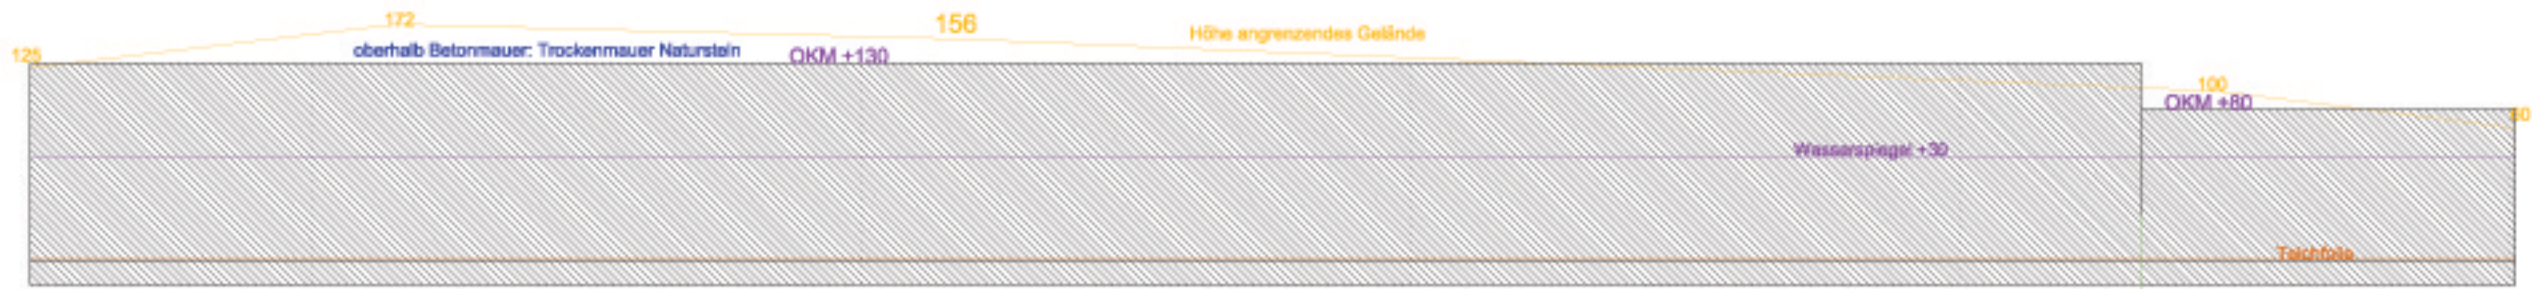 172
156
Höhe angrenzendes Gelände
125
oberhalb Betonmauer: Trockenmauer Naturstein
OKM +130
100
OKM +80
80
Wasserspiegel +30
Teichfolie